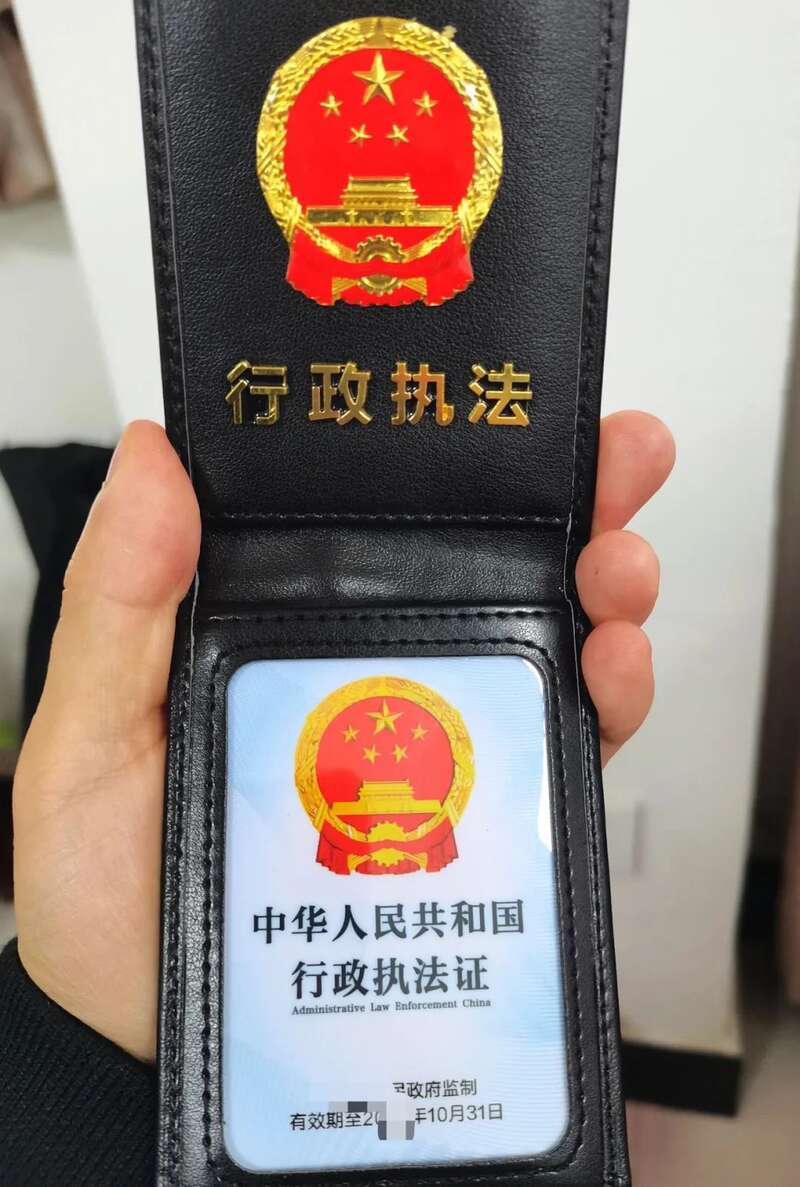 行政执法
中华人民共和国
行政执法证
Administrative Law Enforcement China
政府监制
有效期至20 年10月31日